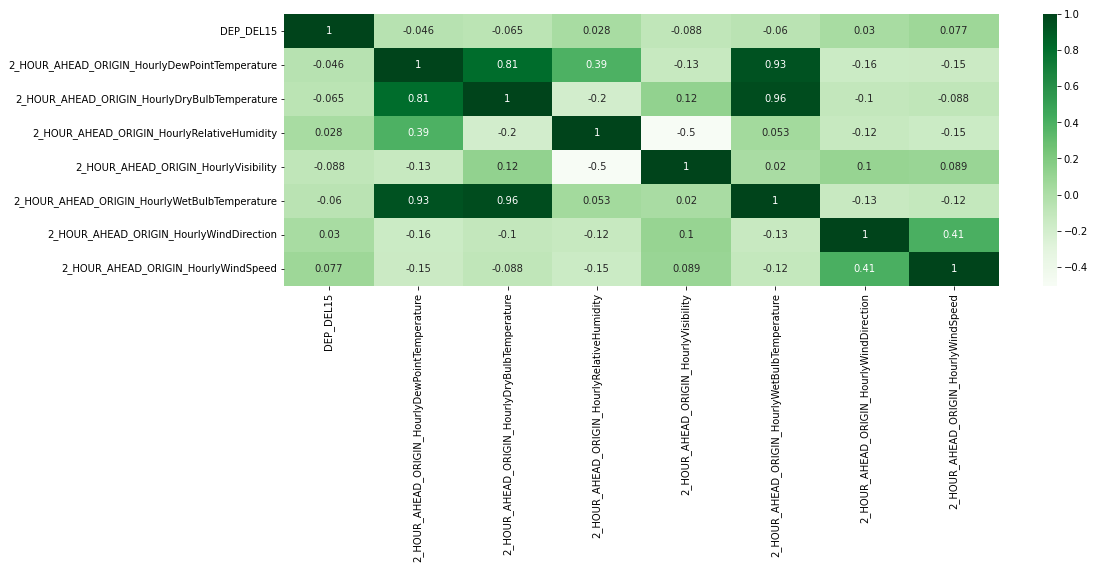 DEP_DEL15 1 -0.046 -0.065 0.028 -0.088 -0.06 0.03 0.077
2_HOUR_AHEAD_ORIGIN_HourlyDewPointTemperature -0.046 1 0.81 0.39 -0.13 0.93 -0.16 -0.15
2_HOUR_AHEAD_ORIGIN_HourlyDryBulbTemperature -0.065 0.81 1 -0.2 0.12 0.96 -0.1 -0.088
2_HOUR_AHEAD_ORIGIN_HourlyRelativeHumidity 0.028 0.39 -0.2 1 -0.5 0.053 -0.12 -0.15
2_HOUR_AHEAD_ORIGIN_HourlyVisibility -0.088 -0.13 0.12 -0.5 1 0.02 0.1 0.089
2_HOUR_AHEAD_ORIGIN_HourlyWetBulbTemperature -0.06 0.93 0.96 0.053 0.02 1 -0.13 -0.12
2_HOUR_AHEAD_ORIGIN_HourlyWindDirection 0.03 -0.16 -0.1 -0.12 0.1 -0.13 1 0.41
2_HOUR_AHEAD_ORIGIN_HourlyWindSpeed 0.077 -0.15 -0.088 -0.15 0.089 -0.12 0.41 1
DEP_DEL15
2_HOUR_AHEAD_ORIGIN_HourlyDewPointTemperature
2_HOUR_AHEAD_ORIGIN_HourlyDryBulbTemperature
2_HOUR_AHEAD_ORIGIN_HourlyRelativeHumidity
2_HOUR_AHEAD_ORIGIN_HourlyVisibility
2_HOUR_AHEAD_ORIGIN_HourlyWetBulbTemperature
2_HOUR_AHEAD_ORIGIN_HourlyWindDirection
2_HOUR_AHEAD_ORIGIN_HourlyWindSpeed
1.0
0.8
0.6
0.4
0.2
0.0
−0.2
−0.4